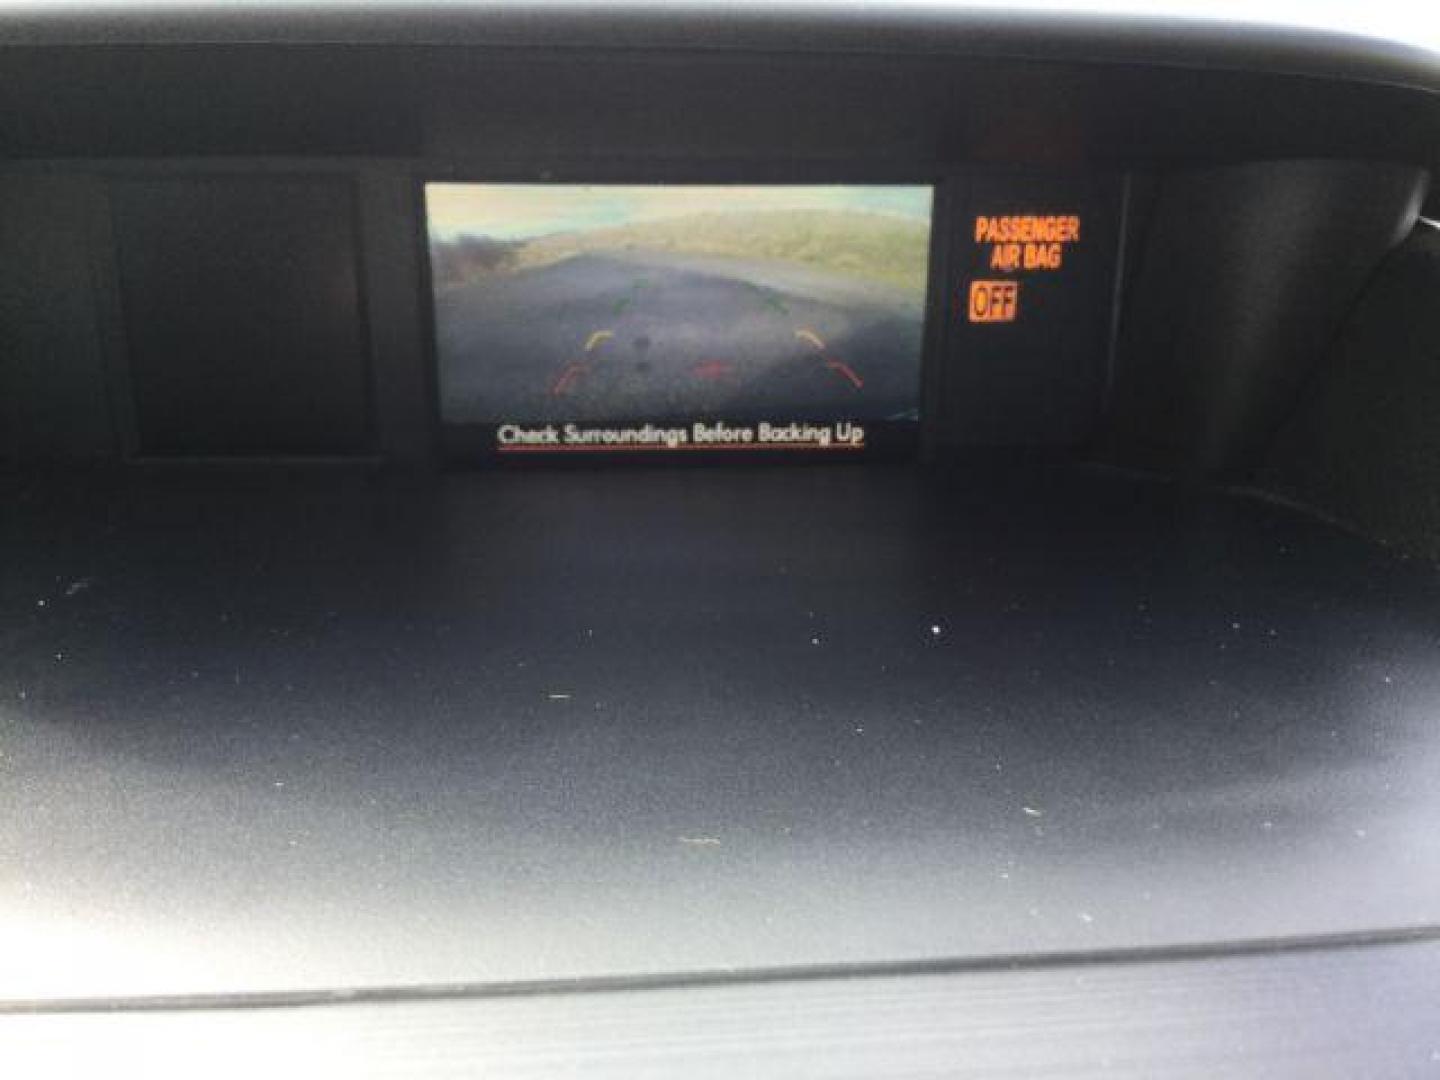 PASSENGER
AIR BAG
OFF
Check Surroundings Before Backing Up